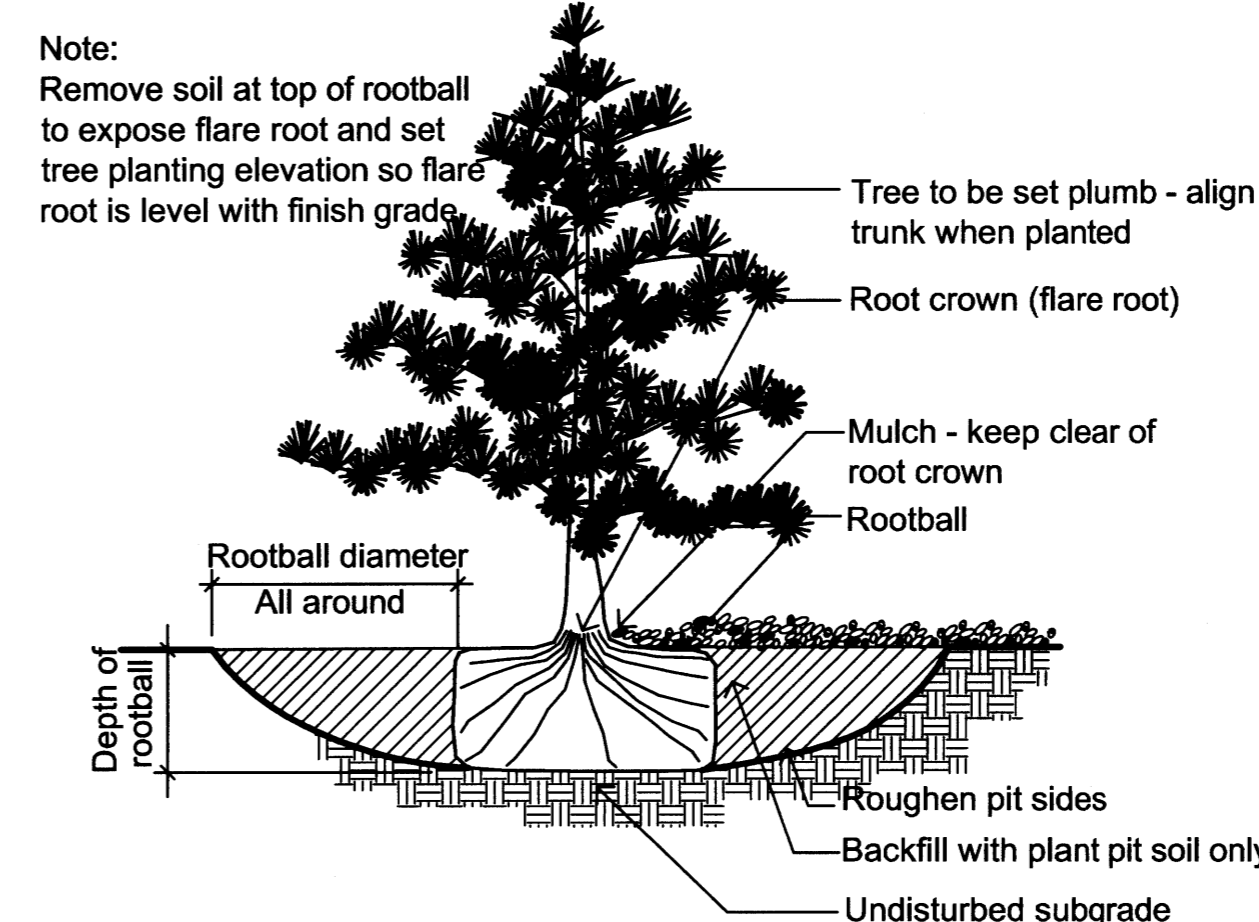 Note:
Remove soil at top of rootball
to expose flare root and set
tree planting elevation so flare
root is level with finish grade
Tree to be set plumb - align
trunk when planted
Root crown (flare root)
Mulch - keep clear of
root crown
Rootball
Rootball diameter
All around
Depth of
rootball
Roughen pit sides
Backfill with plant pit soil only
Undisturbed subgrade